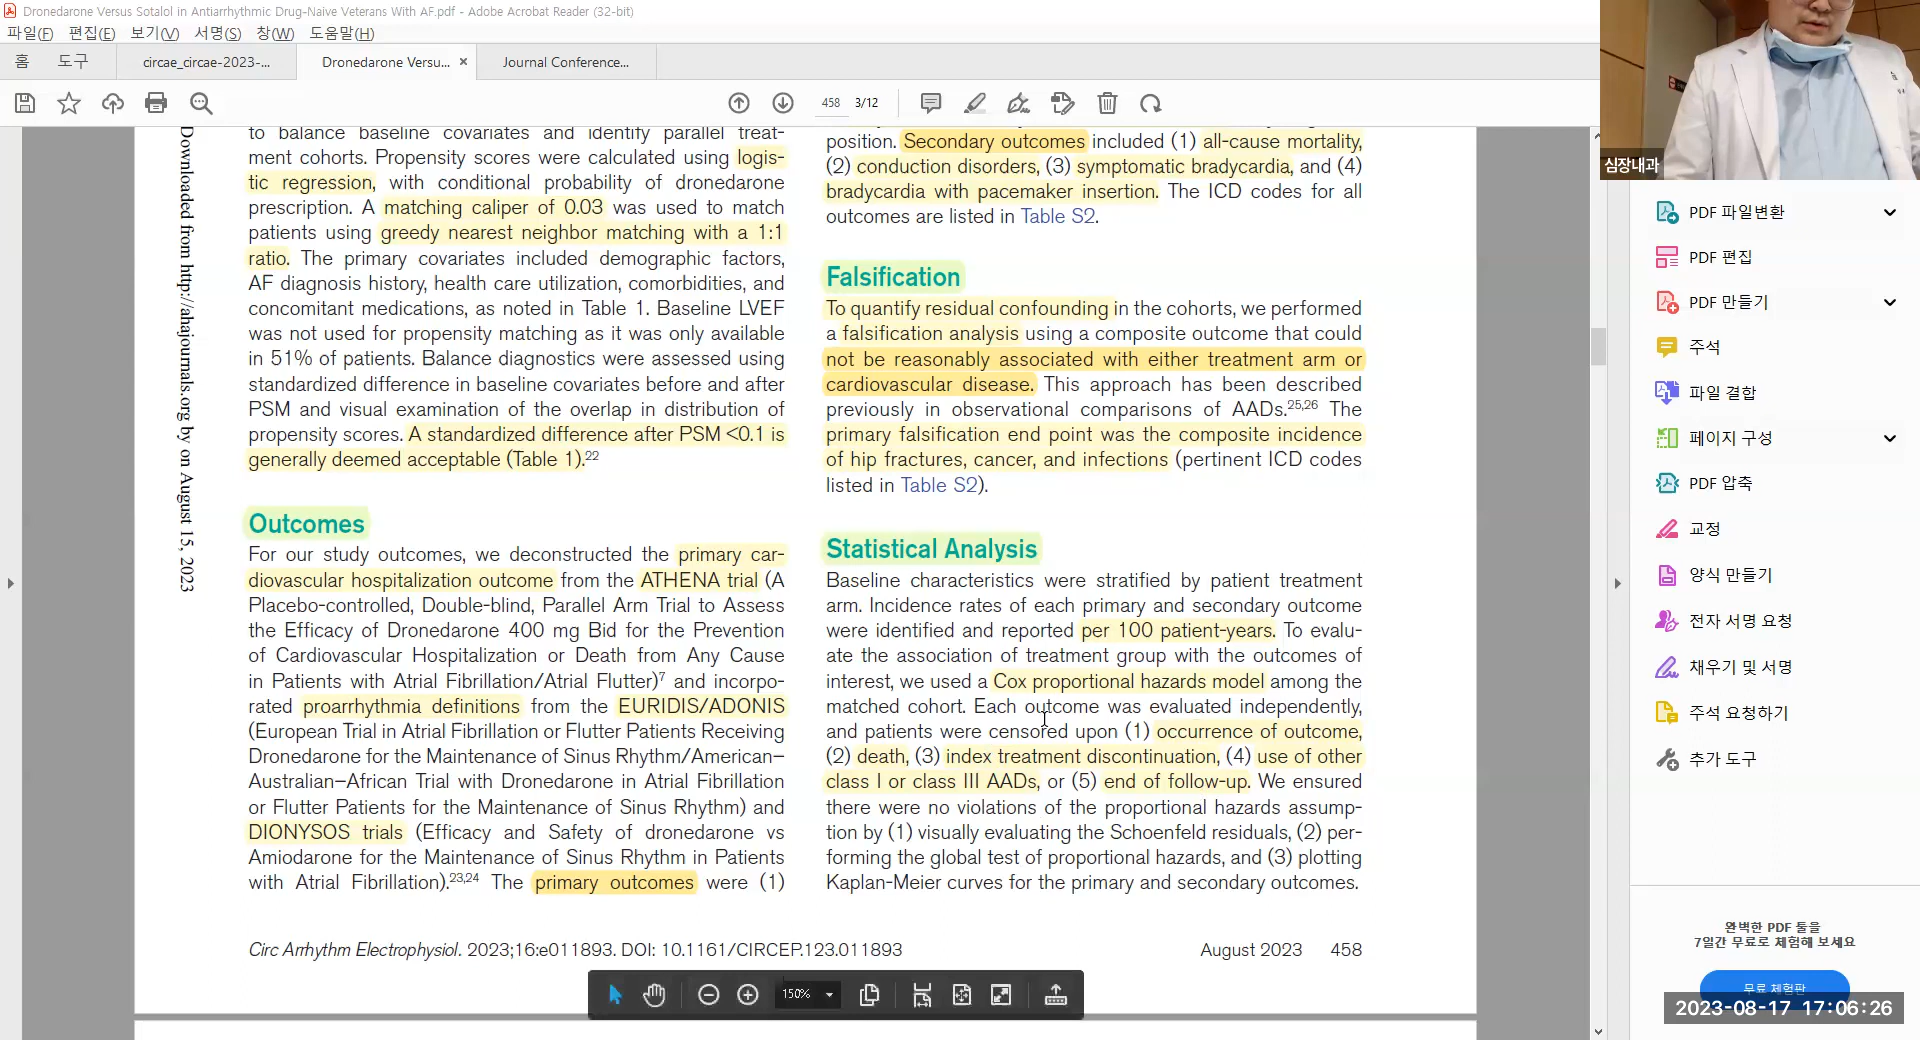 Dronedarone Versus Sotalol in Antiarrhythmic Drug-Naive Veterans With AF.pdf - Adobe Acrobat Reader (32-bit)
파일(F) 편집(E) 보기(V) 서명(S) 창(W) 도움말(H)
홈 도구 circae_circae-2023-... Dronedarone Versu... × Journal Conference...
458 3/12
Downloaded from http://ahajournals.org by on August 15, 2023
to balance baseline covariates and identify parallel treat-
ment cohorts. Propensity scores were calculated using logis-
tic regression, with conditional probability of dronedarone
prescription. A matching caliper of 0.03 was used to match
patients using greedy nearest neighbor matching with a 1:1
ratio. The primary covariates included demographic factors,
AF diagnosis history, health care utilization, comorbidities, and
concomitant medications, as noted in Table 1. Baseline LVEF
was not used for propensity matching as it was only available
in 51% of patients. Balance diagnostics were assessed using
standardized difference in baseline covariates before and after
PSM and visual examination of the overlap in distribution of
propensity scores. A standardized difference after PSM <0.1 is
generally deemed acceptable (Table 1).22
Outcomes
For our study outcomes, we deconstructed the primary car-
diovascular hospitalization outcome from the ATHENA trial (A
Placebo-controlled, Double-blind, Parallel Arm Trial to Assess
the Efficacy of Dronedarone 400 mg Bid for the Prevention
of Cardiovascular Hospitalization or Death from Any Cause
in Patients with Atrial Fibrillation/Atrial Flutter)7 and incorpo-
rated proarrhythmia definitions from the EURIDIS/ADONIS
(European Trial in Atrial Fibrillation or Flutter Patients Receiving
Dronedarone for the Maintenance of Sinus Rhythm/American–
Australian–African Trial with Dronedarone in Atrial Fibrillation
or Flutter Patients for the Maintenance of Sinus Rhythm) and
DIONYSOS trials (Efficacy and Safety of dronedarone vs
Amiodarone for the Maintenance of Sinus Rhythm in Patients
with Atrial Fibrillation).23,24 The primary outcomes were (1)
position. Secondary outcomes included (1) all-cause mortality,
(2) conduction disorders, (3) symptomatic bradycardia, and (4)
bradycardia with pacemaker insertion. The ICD codes for all
outcomes are listed in Table S2.
Falsification
To quantify residual confounding in the cohorts, we performed
a falsification analysis using a composite outcome that could
not be reasonably associated with either treatment arm or
cardiovascular disease. This approach has been described
previously in observational comparisons of AADs.25,26 The
primary falsification end point was the composite incidence
of hip fractures, cancer, and infections (pertinent ICD codes
listed in Table S2).
Statistical Analysis
Baseline characteristics were stratified by patient treatment
arm. Incidence rates of each primary and secondary outcome
were identified and reported per 100 patient-years. To evalu-
ate the association of treatment group with the outcomes of
interest, we used a Cox proportional hazards model among the
matched cohort. Each outcome was evaluated independently,
and patients were censored upon (1) occurrence of outcome,
(2) death, (3) index treatment discontinuation, (4) use of other
class I or class III AADs, or (5) end of follow-up. We ensured
there were no violations of the proportional hazards assump-
tion by (1) visually evaluating the Schoenfeld residuals, (2) per-
forming the global test of proportional hazards, and (3) plotting
Kaplan-Meier curves for the primary and secondary outcomes.
Circ Arrhythm Electrophysiol. 2023;16:e011893. DOI: 10.1161/CIRCEP.123.011893
August 2023 458
150%
심장내과
PDF 파일변환
PDF 편집
PDF 만들기
주석
파일 결합
페이지 구성
PDF 압축
교정
양식 만들기
전자 서명 요청
채우기 및 서명
주석 요청하기
추가 도구
완벽한 PDF 툴을
7일간 무료로 체험해 보세요
무료 체험판
2023-08-17 17:06:26